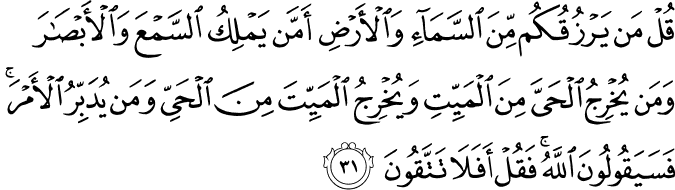 قُلْ مَن يَرْزُقُكُم مِّنَ ٱلسَّمَآءِ وَٱلْأَرْضِ أَمَّن يَمْلِكُ ٱلسَّمْعَ وَٱلْأَبْصَٰرَ
وَمَن يُخْرِجُ ٱلْحَىَّ مِنَ ٱلْمَيِّتِ وَيُخْرِجُ ٱلْمَيِّتَ مِنَ ٱلْحَىِّ وَمَن يُدَبِّرُ ٱلْأَمْرَ ۚ
فَسَيَقُولُونَ ٱللَّهُ ۚ فَقُلْ أَفَلَا تَتَّقُونَ ٣١